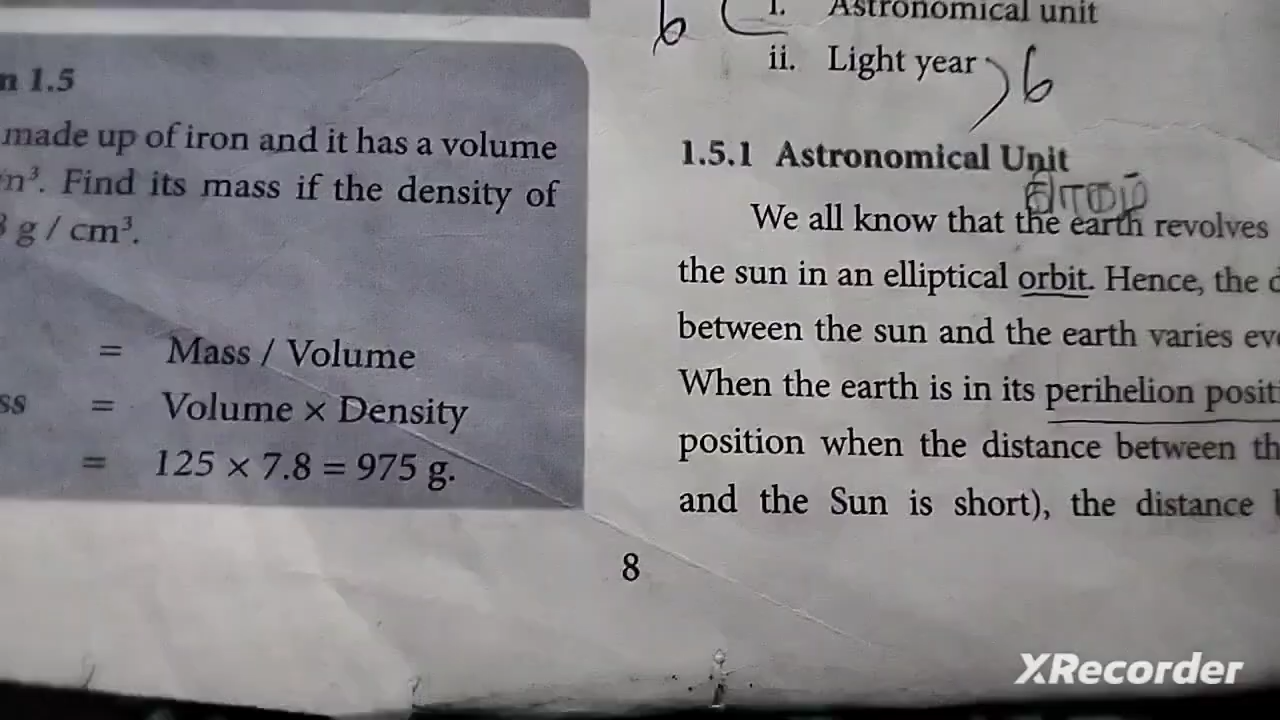 n 1.5
made up of iron and it has a volume
m³. Find its mass if the density of
g / cm³.
= Mass / Volume
ss = Volume × Density
= 125 × 7.8 = 975 g.
6
i. Astronomical unit
ii. Light year
6
1.5.1 Astronomical Unit
We all know that the earth revolves
the sun in an elliptical orbit. Hence, the
between the sun and the earth varies
When the earth is in its perihelion
position when the distance between
and the Sun is short), the distance
8
XRecorder